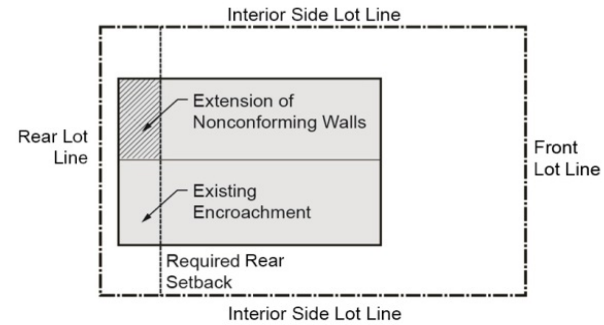 Interior Side Lot Line
Extension of
Nonconforming Walls
Rear Lot
Line
Front
Lot Line
Existing
Encroachment
Required Rear
Setback
Interior Side Lot Line